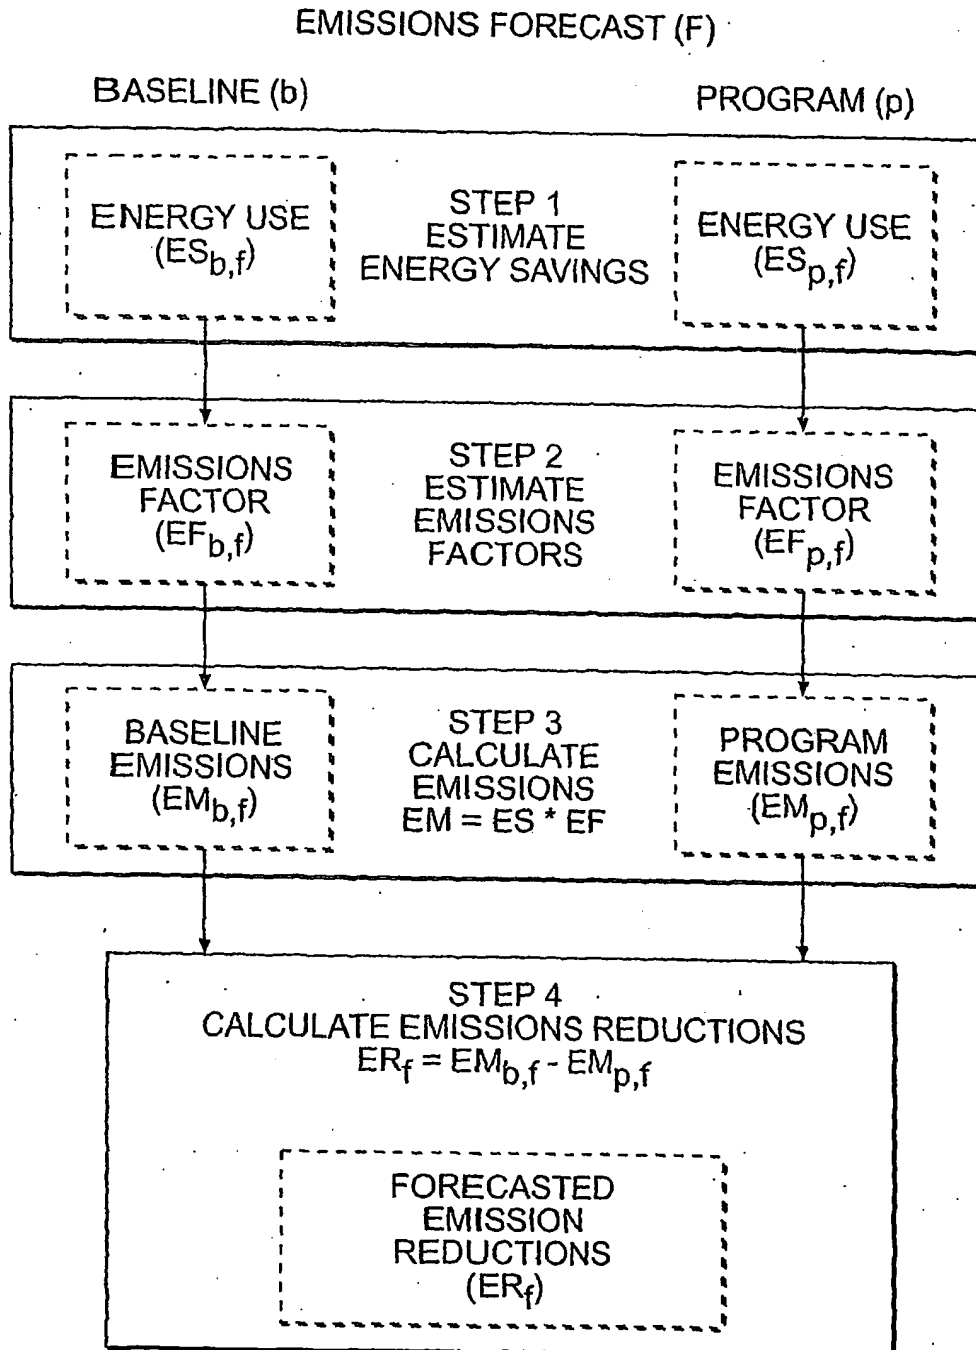 EMISSIONS FORECAST (F)
BASELINE (b)
PROGRAM (p)
ENERGY USE
(ES_b,f)
STEP 1
ESTIMATE
ENERGY SAVINGS
ENERGY USE
(ES_p,f)
EMISSIONS
FACTOR
(EF_b,f)
STEP 2
ESTIMATE
EMISSIONS
FACTORS
EMISSIONS
FACTOR
(EF_p,f)
BASELINE
EMISSIONS
(EM_b,f)
STEP 3
CALCULATE
EMISSIONS
EM = ES * EF
PROGRAM
EMISSIONS
(EM_p,f)
STEP 4
CALCULATE EMISSIONS REDUCTIONS
ER_f = EM_b,f - EM_p,f
FORECASTED
EMISSION
REDUCTIONS
(ER_f)